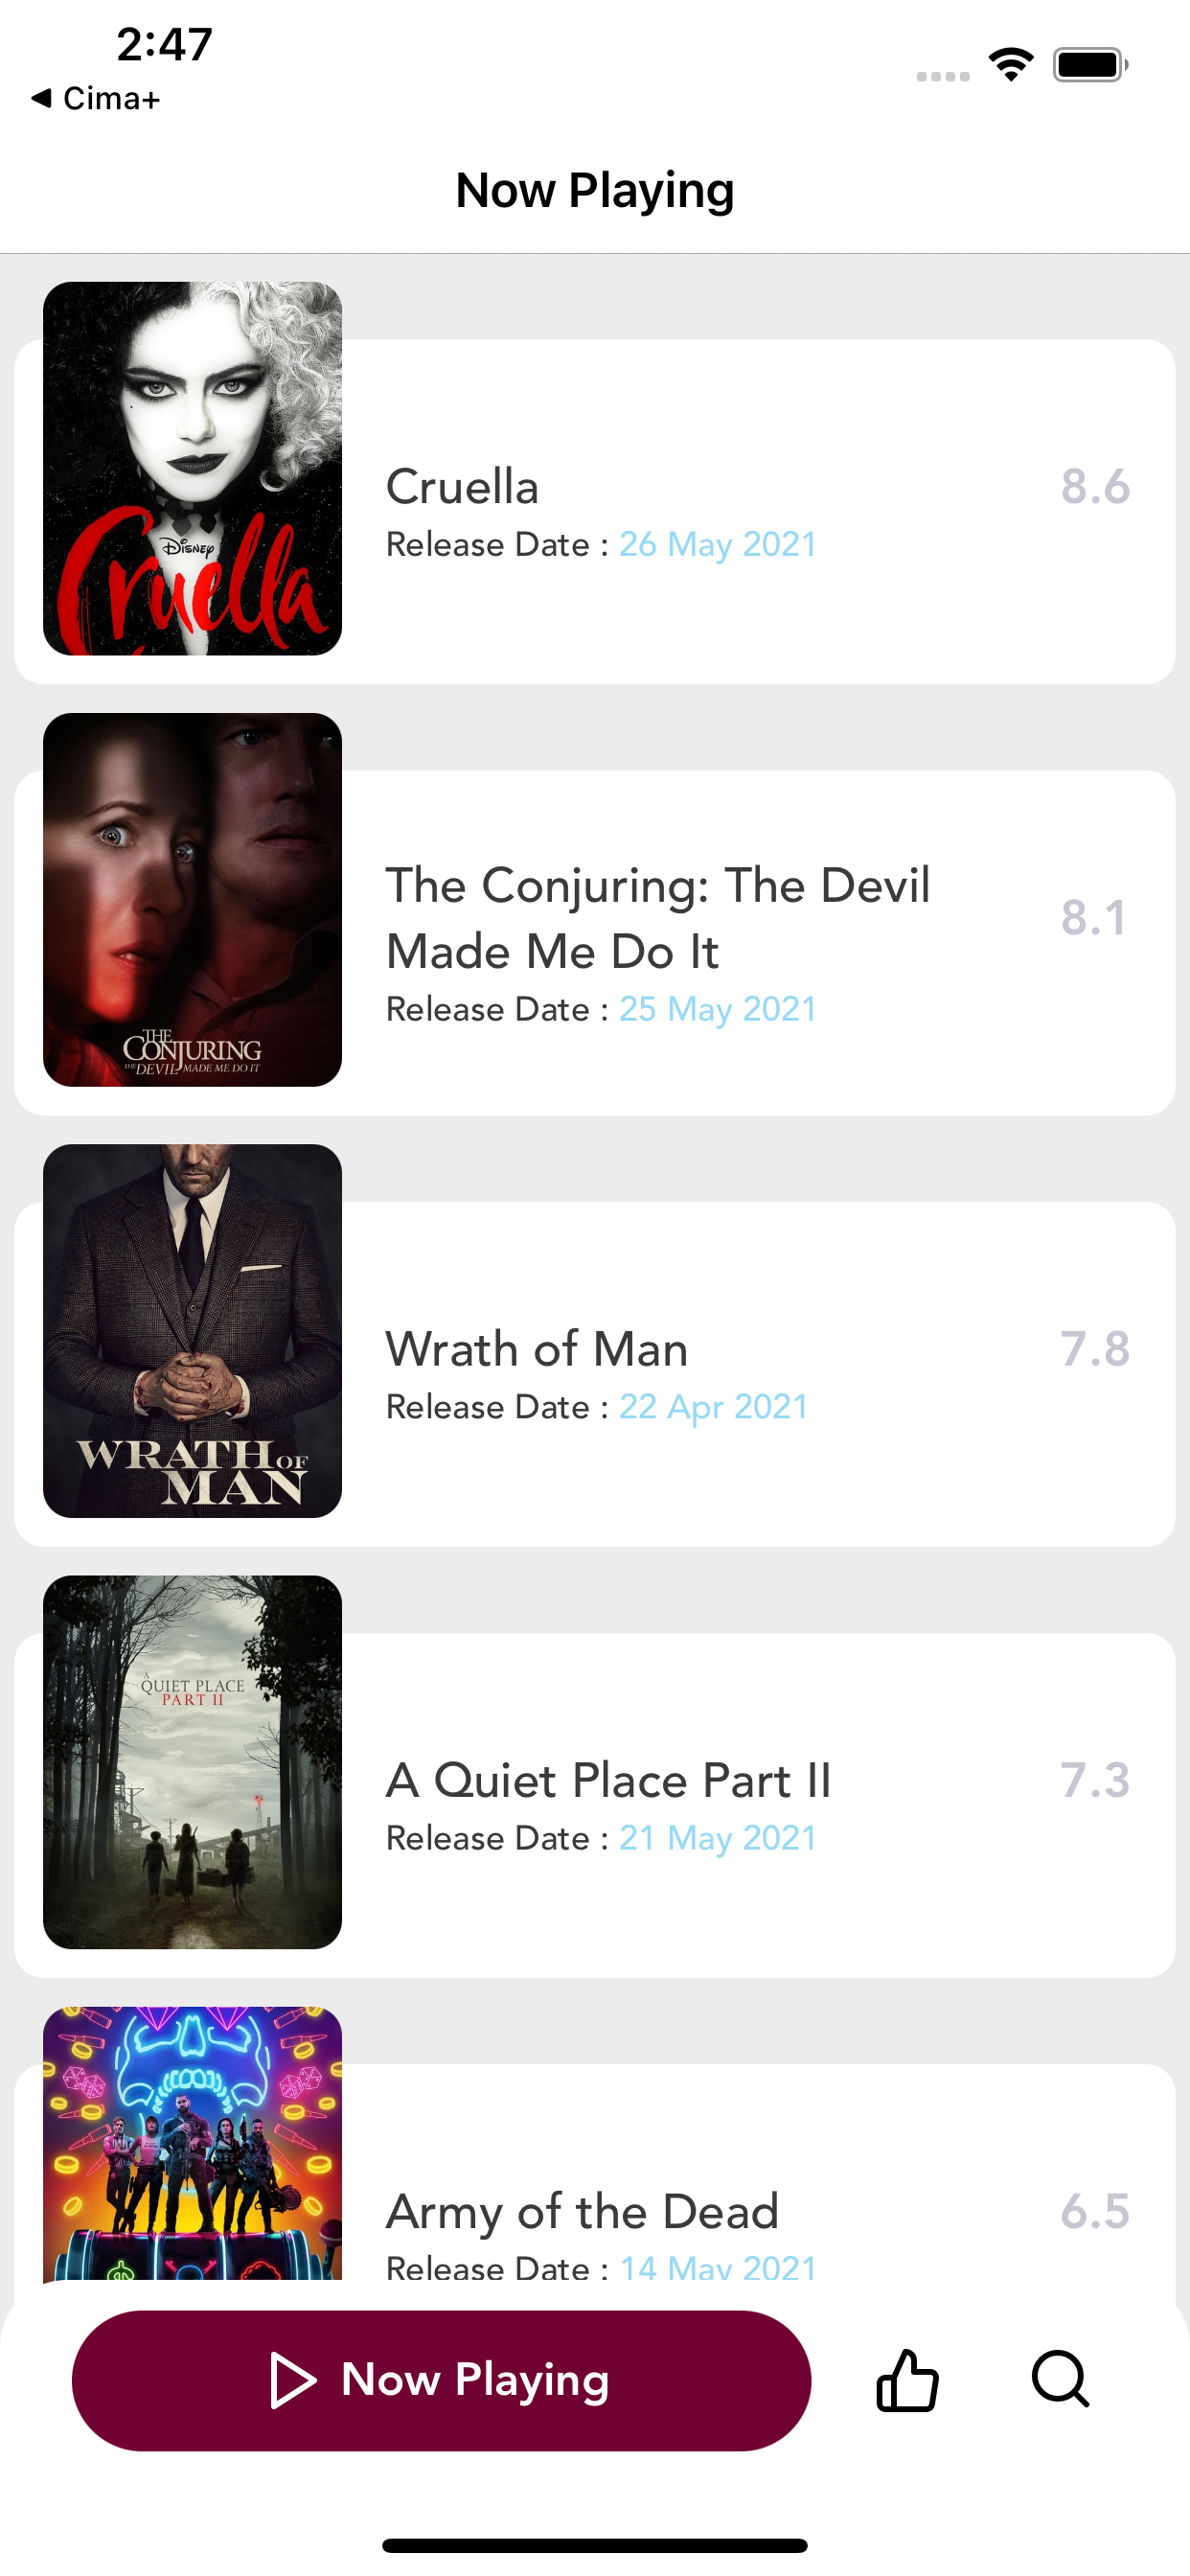 2:47
◀ Cima+
Now Playing
Disney
Cruella
Cruella
8.6
Release Date : 26 May 2021
The Conjuring: The Devil
Made Me Do It
8.1
Release Date : 25 May 2021
THE
CONJURING
THE DEVIL MADE ME DO IT
Wrath of Man
7.8
Release Date : 22 Apr 2021
WRATH OF
MAN
A
QUIET PLACE
PART II
A Quiet Place Part II
7.3
Release Date : 21 May 2021
Army of the Dead
6.5
Release Date : 14 May 2021
Now Playing